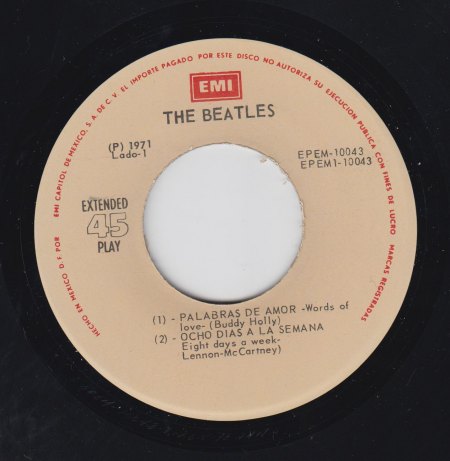 HECHO EN MEXICO D. F. POR EMI CAPITOL DE MEXICO, S. A. DE C. V. EL IMPORTE PAGADO POR ESTE DISCO NO AUTORIZA SU EJECUCION PUBLICA CON FINES DE LUCRO MARCAS REGISTRADAS
EMI
THE BEATLES
(P) 1971
Lado-1
EPEM-10043
EPEM1-10043
EXTENDED
45
PLAY
(1) - PALABRAS DE AMOR -Words of
love- (Buddy Holly)
(2) - OCHO DIAS A LA SEMANA
Eight days a week-
Lennon-McCartney)